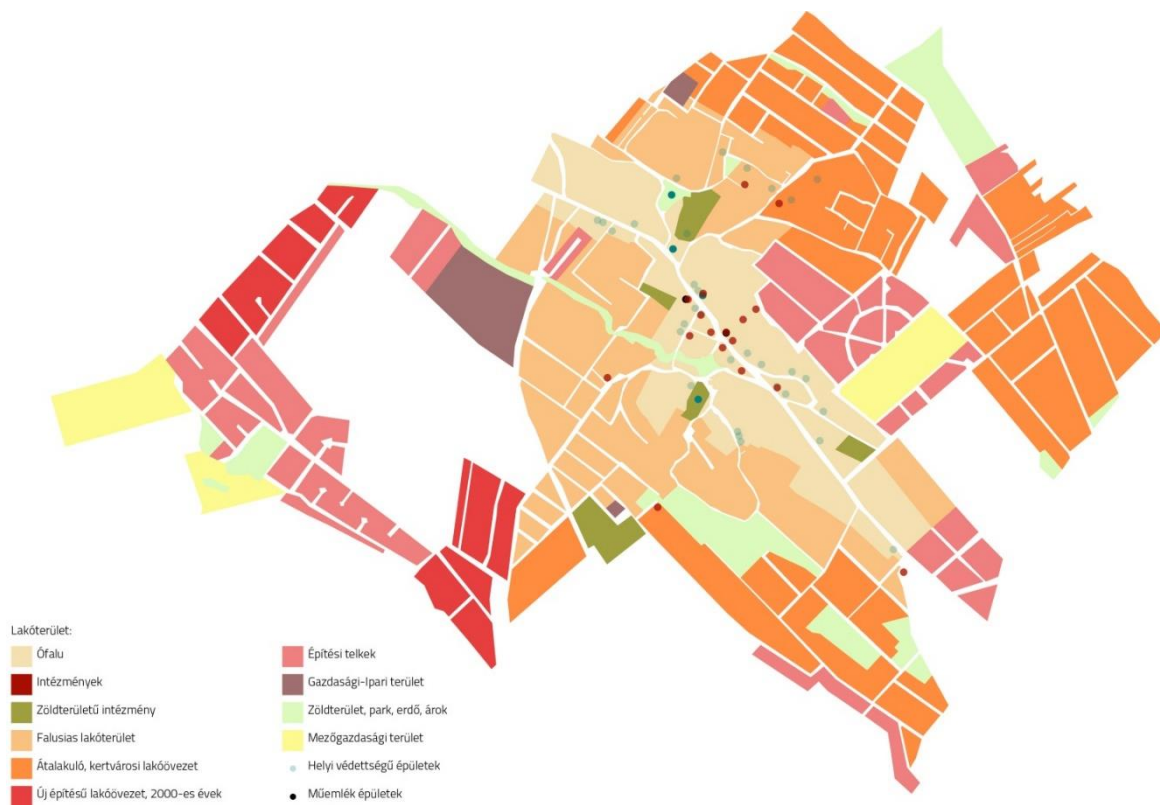 Lakóterület:
Ófalu
Intézmények
Zöldterületű intézmény
Falusias lakóterület
Átalakuló, kertvárosi lakóövezet
Új építésű lakóövezet, 2000-es évek
Építési telkek
Gazdasági-Ipari terület
Zöldterület, park, erdő, árok
Mezőgazdasági terület
Helyi védettségű épületek
Műemlék épületek